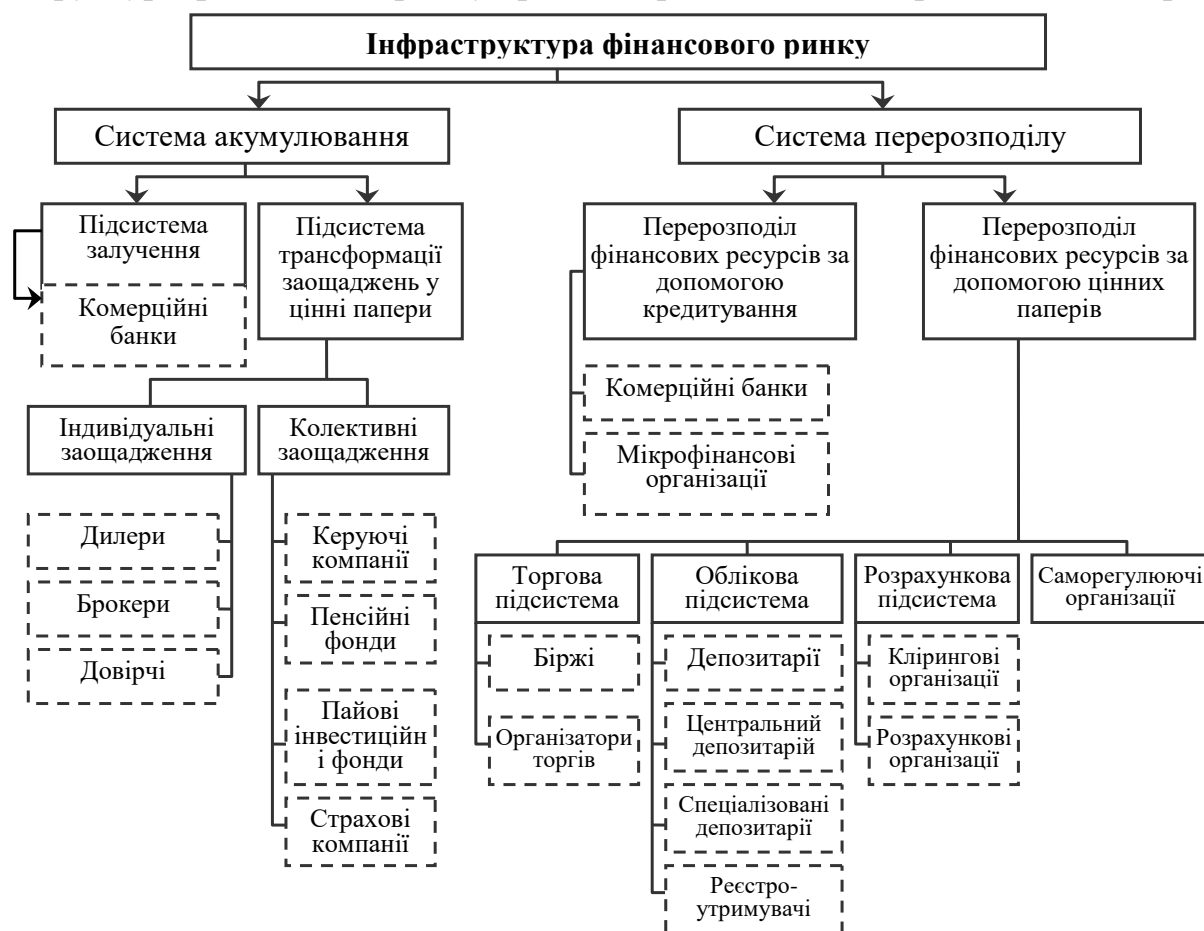 Інфраструктура фінансового ринку
Система акумулювання
Система перерозподілу
Підсистема
залучення
Комерційні
банки
Підсистема
трансформації
заощаджень у
цінні папери
Перерозподіл
фінансових ресурсів за
допомогою
кредитування
Перерозподіл
фінансових ресурсів за
допомогою цінних
паперів
Комерційні банки
Мікрофінансові
організації
Індивідуальні
заощадження
Колективні
заощадження
Дилери
Брокери
Довірчі
Керуючі
компанії
Пенсійні
фонди
Пайові
інвестиційн
і фонди
Страхові
компанії
Торгова
підсистема
Облікова
підсистема
Розрахункова
підсистема
Саморегулюючі
організації
Біржі
Організатори
торгів
Депозитарії
Центральний
депозитарій
Спеціалізовані
депозитарії
Реєстро-
утримувачі
Клірингові
організації
Розрахункові
організації